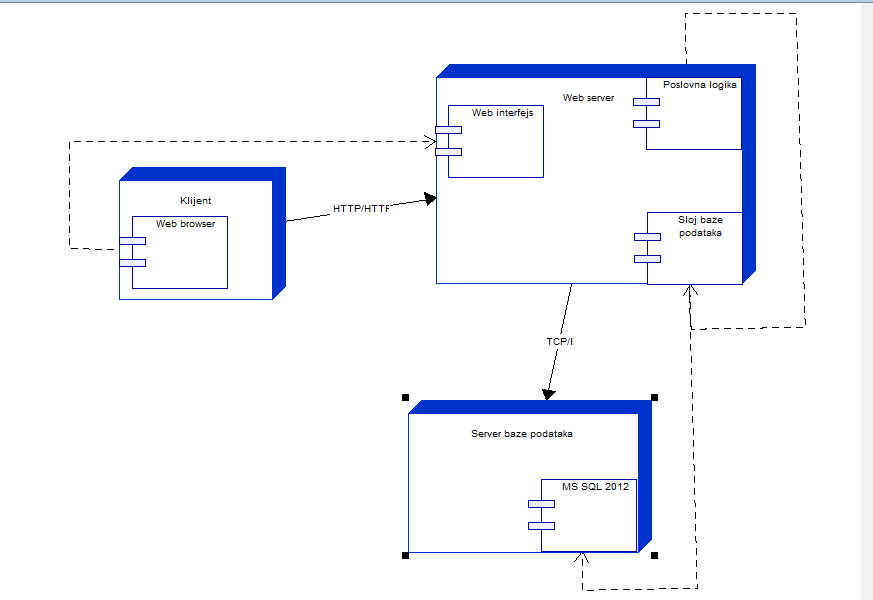 Poslovna logika
Web server
Web interfejs
Klijent
Web browser
HTTP/HTTP
Sloj baze
podataka
TCP/I
Server baze podataka
MS SQL 2012